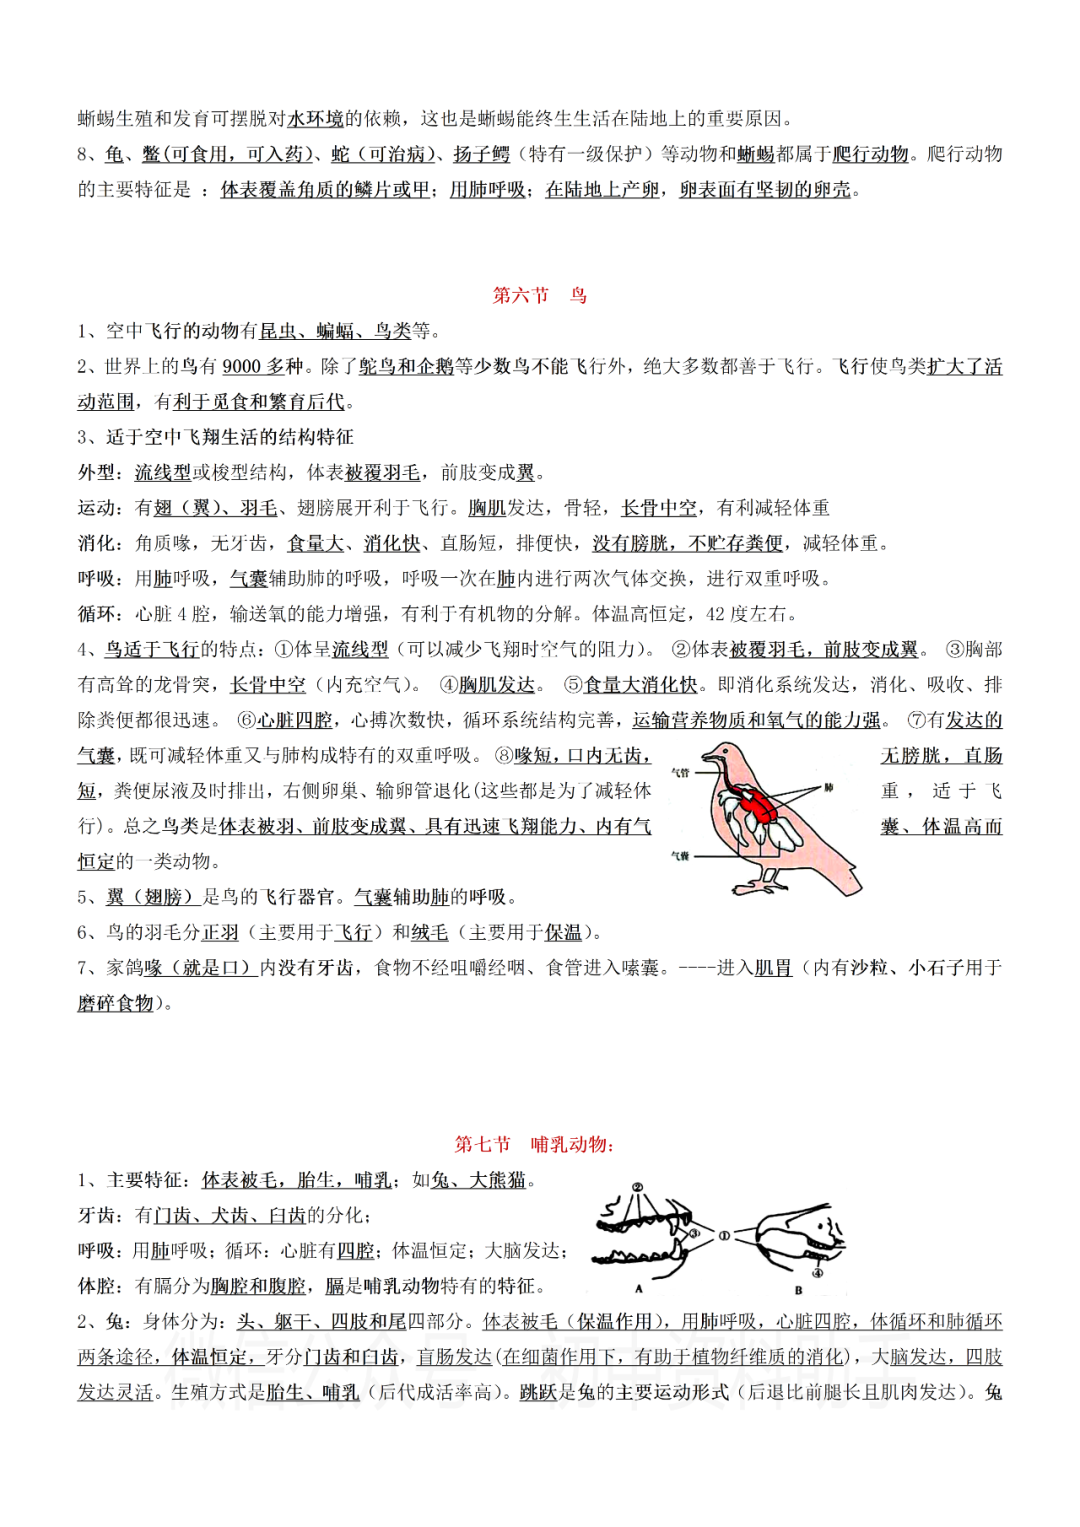 蜥蜴生殖和发育可摆脱对水环境的依赖，这也是蜥蜴能终生生活在陆地上的重要原因。
8、龟、鳖(可食用，可入药)、蛇（可治病)、扬子鳄（特有一级保护）等动物和蜥蜴都属于爬行动物。爬行动物
的主要特征是 ：体表覆盖角质的鳞片或甲；用肺呼吸；在陆地上产卵，卵表面有坚韧的卵壳。
第六节 鸟
1、空中飞行的动物有昆虫、蝙蝠、鸟类等。
2、世界上的鸟有 9000 多种。除了鸵鸟和企鹅等少数鸟不能飞行外，绝大多数都善于飞行。飞行使鸟类扩大了活
动范围，有利于觅食和繁育后代。
3、适于空中飞翔生活的结构特征
外型：流线型或梭型结构，体表被覆羽毛，前肢变成翼。
运动：有翅（翼)、羽毛、翅膀展开利于飞行。胸肌发达，骨轻，长骨中空，有利减轻体重
消化：角质喙，无牙齿，食量大、消化快、直肠短，排便快，没有膀胱，不贮存粪便，减轻体重。
呼吸：用肺呼吸，气囊辅助肺的呼吸，呼吸一次在肺内进行两次气体交换，进行双重呼吸。
循环：心脏 4 腔，输送氧的能力增强，有利于有机物的分解。体温高恒定，42 度左右。
4、鸟适于飞行的特点：①体呈流线型（可以减少飞翔时空气的阻力）。 ②体表被覆羽毛，前肢变成翼。 ③胸部
有高耸的龙骨突，长骨中空（内充空气）。 ④胸肌发达。 ⑤食量大消化快。即消化系统发达，消化、吸收、排
除粪便都很迅速。 ⑥心脏四腔，心搏次数快，循环系统结构完善，运输营养物质和氧气的能力强。 ⑦有发达的
气囊，既可减轻体重又与肺构成特有的双重呼吸。 ⑧喙短，口内无齿， 无膀胱，直肠
短，粪便尿液及时排出，右侧卵巢、输卵管退化(这些都是为了减轻体 重，适于飞
行)。总之鸟类是体表被羽、前肢变成翼、具有迅速飞翔能力、内有气 囊、体温高而
恒定的一类动物。
气管
肺
气囊
5、翼（翅膀）是鸟的飞行器官。气囊辅助肺的呼吸。
6、鸟的羽毛分正羽（主要用于飞行）和绒毛（主要用于保温）。
7、家鸽喙（就是口）内没有牙齿，食物不经咀嚼经咽、食管进入嗉囊。----进入肌胃（内有沙粒、小石子用于
磨碎食物）。
第七节 哺乳动物：
1、主要特征：体表被毛，胎生，哺乳；如兔、大熊猫。
牙齿：有门齿、犬齿、臼齿的分化；
呼吸：用肺呼吸；循环：心脏有四腔；体温恒定；大脑发达；
体腔：有膈分为胸腔和腹腔，膈是哺乳动物特有的特征。
②
③
①
④
A
B
2、兔：身体分为：头、躯干、四肢和尾四部分。体表被毛（保温作用），用肺呼吸，心脏四腔，体循环和肺循环
两条途径，体温恒定，牙分门齿和臼齿，盲肠发达(在细菌作用下，有助于植物纤维质的消化)，大脑发达，四肢
发达灵活。生殖方式是胎生、哺乳（后代成活率高）。跳跃是兔的主要运动形式（后退比前腿长且肌肉发达）。兔
微信公众号 初中资料助手